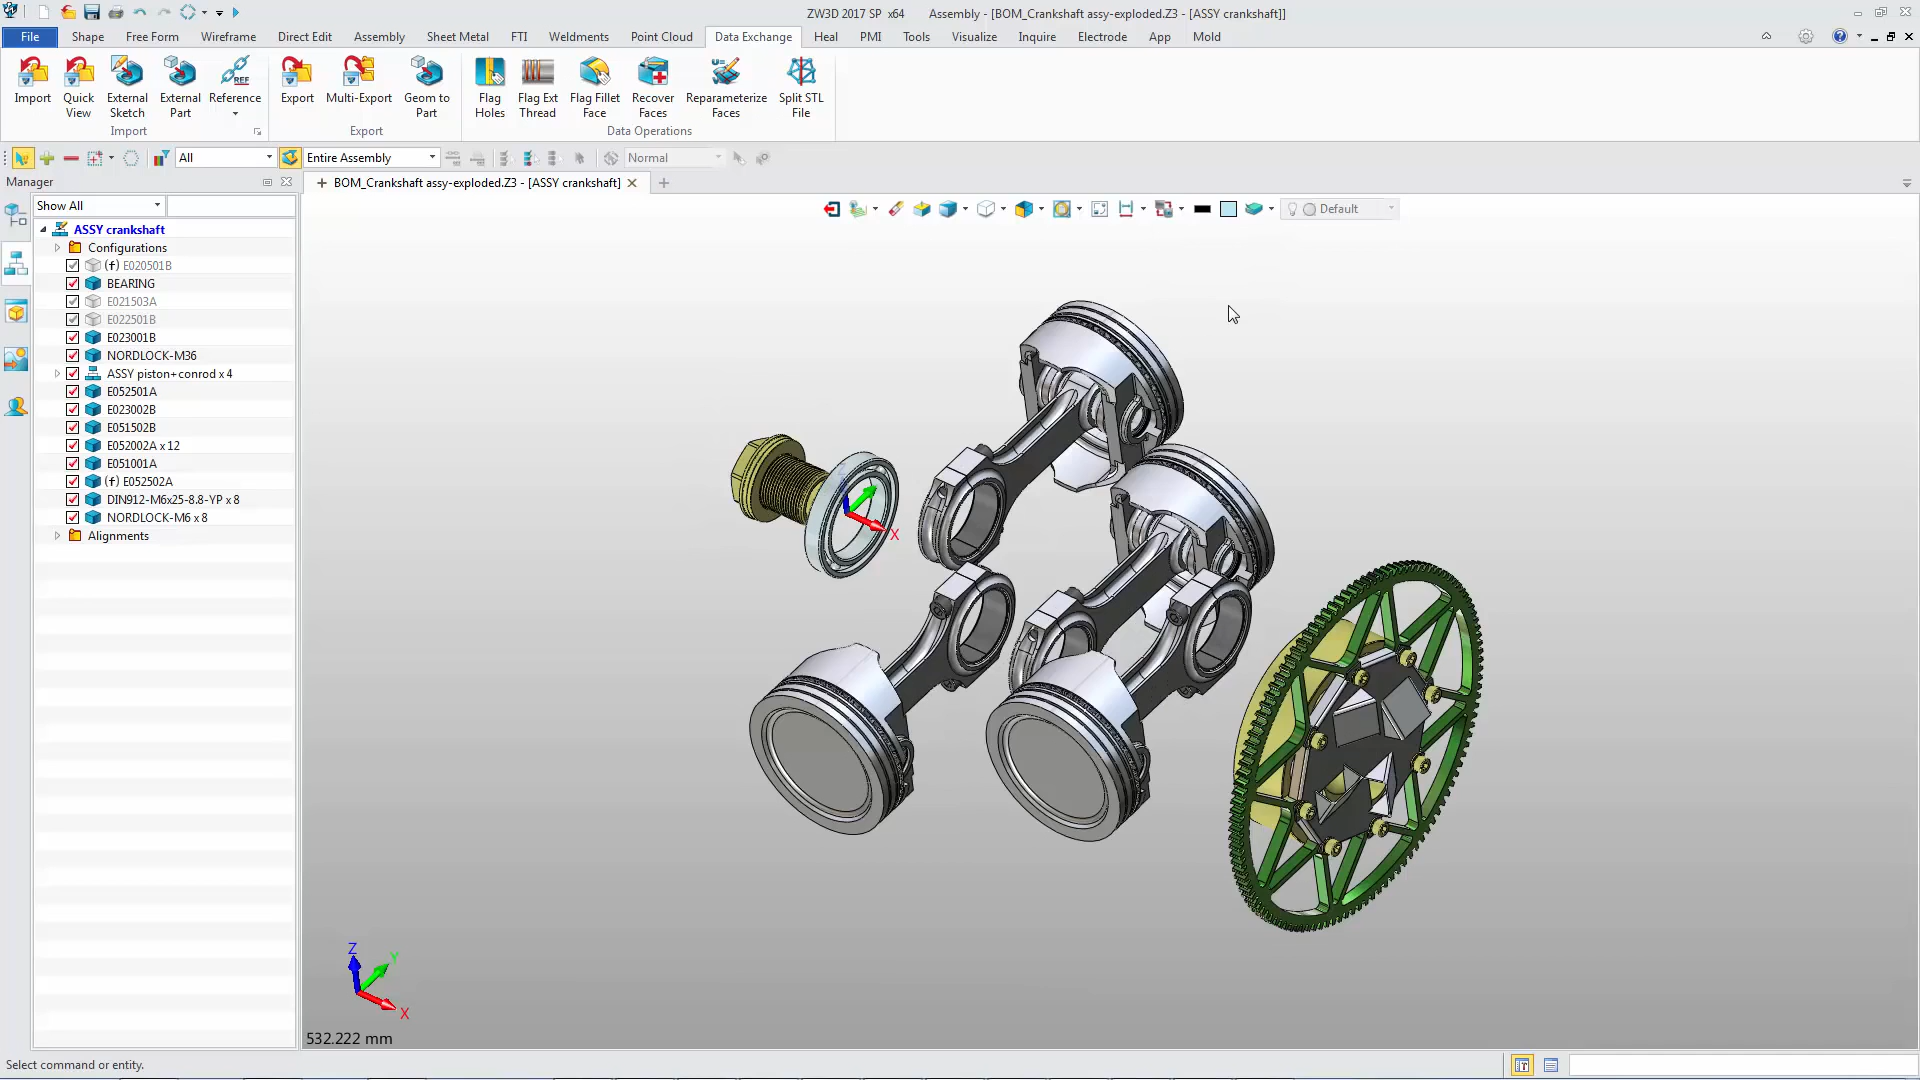 ZW3D 2017 SP x64 Assembly - [BOM_Crankshaft assy-exploded.Z3 - [ASSY crankshaft]]
File Shape Free Form Wireframe Direct Edit Assembly Sheet Metal FTI Weldments Point Cloud Data Exchange Heal PMI Tools Visualize Inquire Electrode App Mold
Import Quick View External Sketch External Part Reference Export Multi-Export Geom to Part Flag Holes Flag Ext Thread Flag Fillet Face Recover Faces Reparameterize Faces Split STL File
REF
Import Export Data Operations
All Entire Assembly Normal
Manager
BOM_Crankshaft assy-exploded.Z3 - [ASSY crankshaft]
Show All
Default
ASSY crankshaft
Configurations
(f) E020501B
BEARING
E021503A
E022501B
E023001B
NORDLOCK-M36
ASSY piston+conrod x 4
E052501A
E023002B
E051502B
E052002A x 12
E051001A
(f) E052502A
DIN912-M6x25-8.8-YP x 8
NORDLOCK-M6 x 8
Alignments
Z
X
Z
Y
X
532.222 mm
Select command or entity.